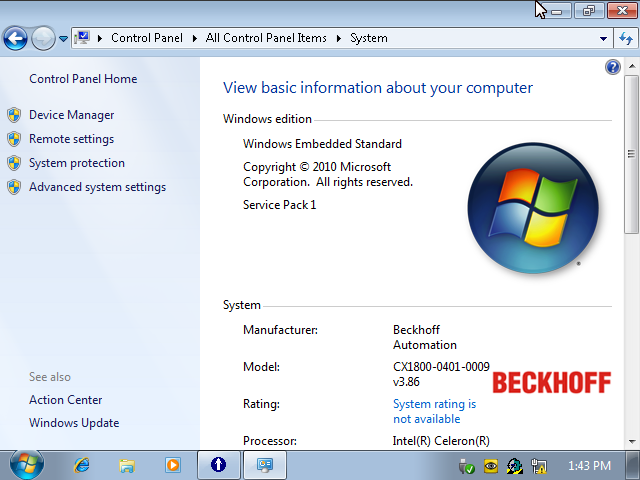 Control Panel All Control Panel Items System
Control Panel Home
Device Manager
Remote settings
System protection
Advanced system settings
See also
Action Center
Windows Update
View basic information about your computer
Windows edition
Windows Embedded Standard
Copyright © 2010 Microsoft
Corporation. All rights reserved.
Service Pack 1
System
Manufacturer: Beckhoff
Automation
Model: CX1800-0401-0009
v3.86
BECKHOFF
Rating: System rating is
not available
Processor: Intel(R) Celeron(R)
1:43 PM